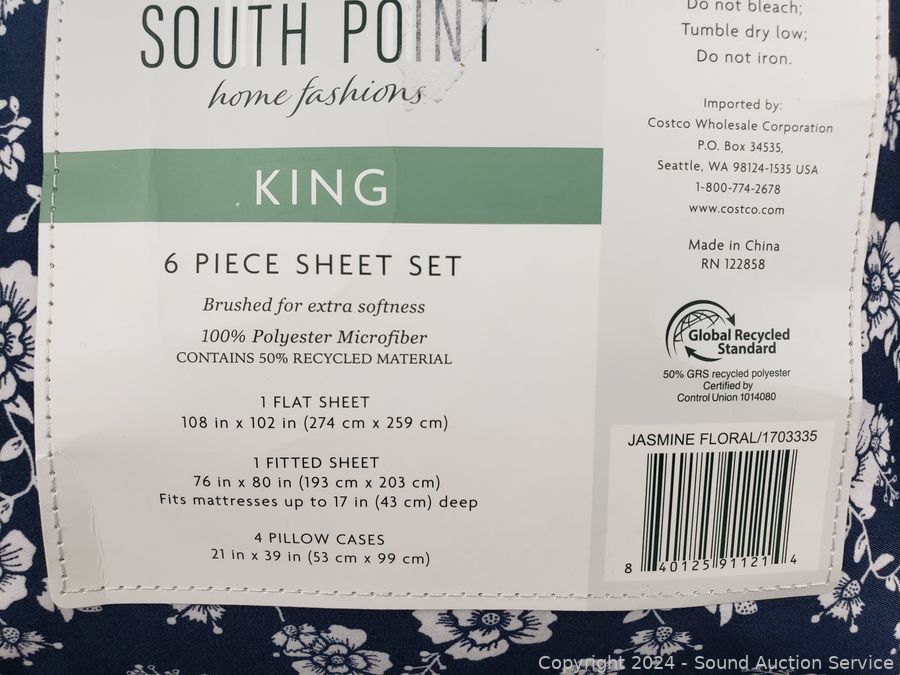 SOUTH POINT
home fashions
KING
6 PIECE SHEET SET
Brushed for extra softness
100% Polyester Microfiber
CONTAINS 50% RECYCLED MATERIAL
1 FLAT SHEET
108 in x 102 in (274 cm x 259 cm)
1 FITTED SHEET
76 in x 80 in (193 cm x 203 cm)
Fits mattresses up to 17 in (43 cm) deep
4 PILLOW CASES
21 in x 39 in (53 cm x 99 cm)
Do not bleach;
Tumble dry low;
Do not iron.
Imported by:
Costco Wholesale Corporation
P.O. Box 34535,
Seattle, WA 98124-1535 USA
1-800-774-2678
www.costco.com
Made in China
RN 122858
Global Recycled
Standard
50% GRS recycled polyester
Certified by
Control Union 1014080
JASMINE FLORAL/1703335
8 40125 91121 4
Copyright 2024 - Sound Auction Service